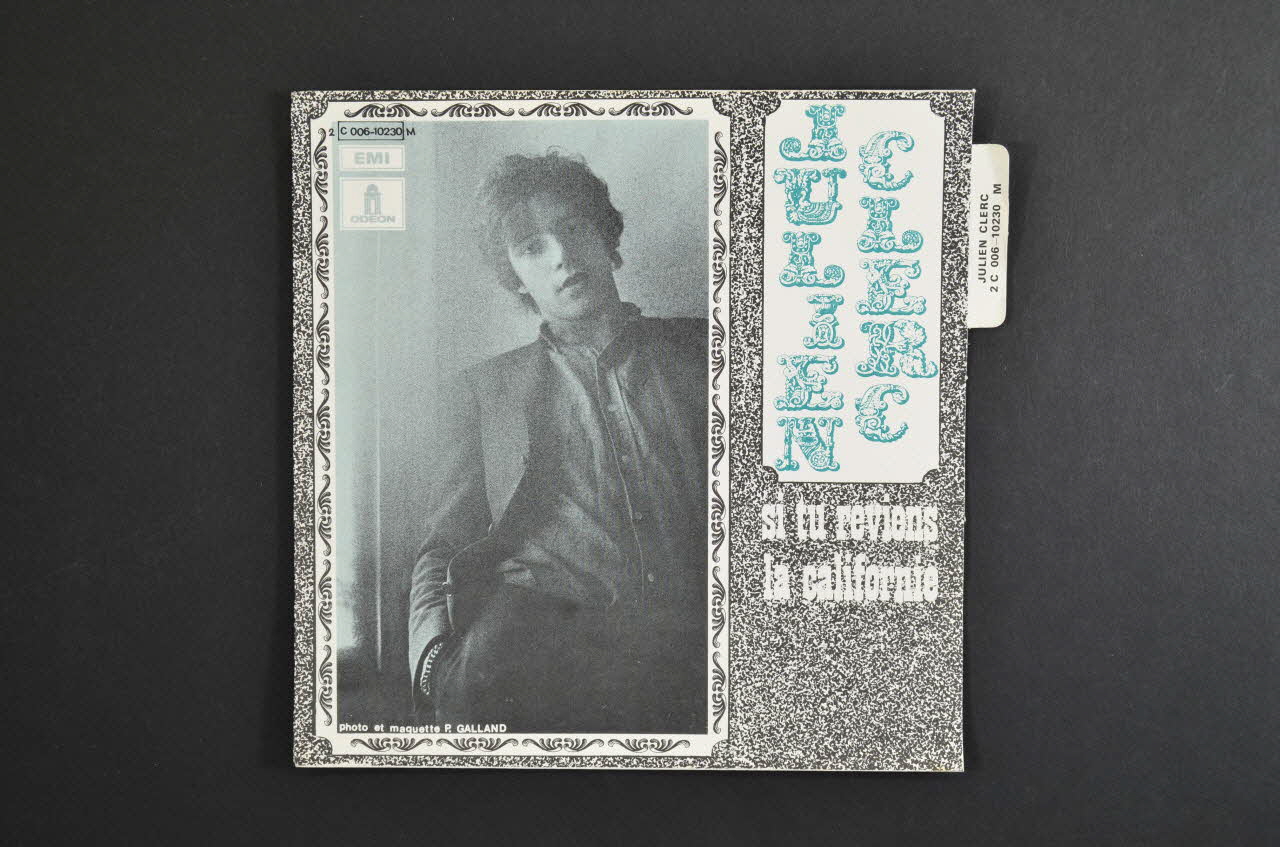 2 C 006-10230 M
EMI
ODEON
photo et maquette P. GALLAND
JULiEN
CLERC
si tu reviens
la californie
JULIEN CLERC
2 C 006-10230 M